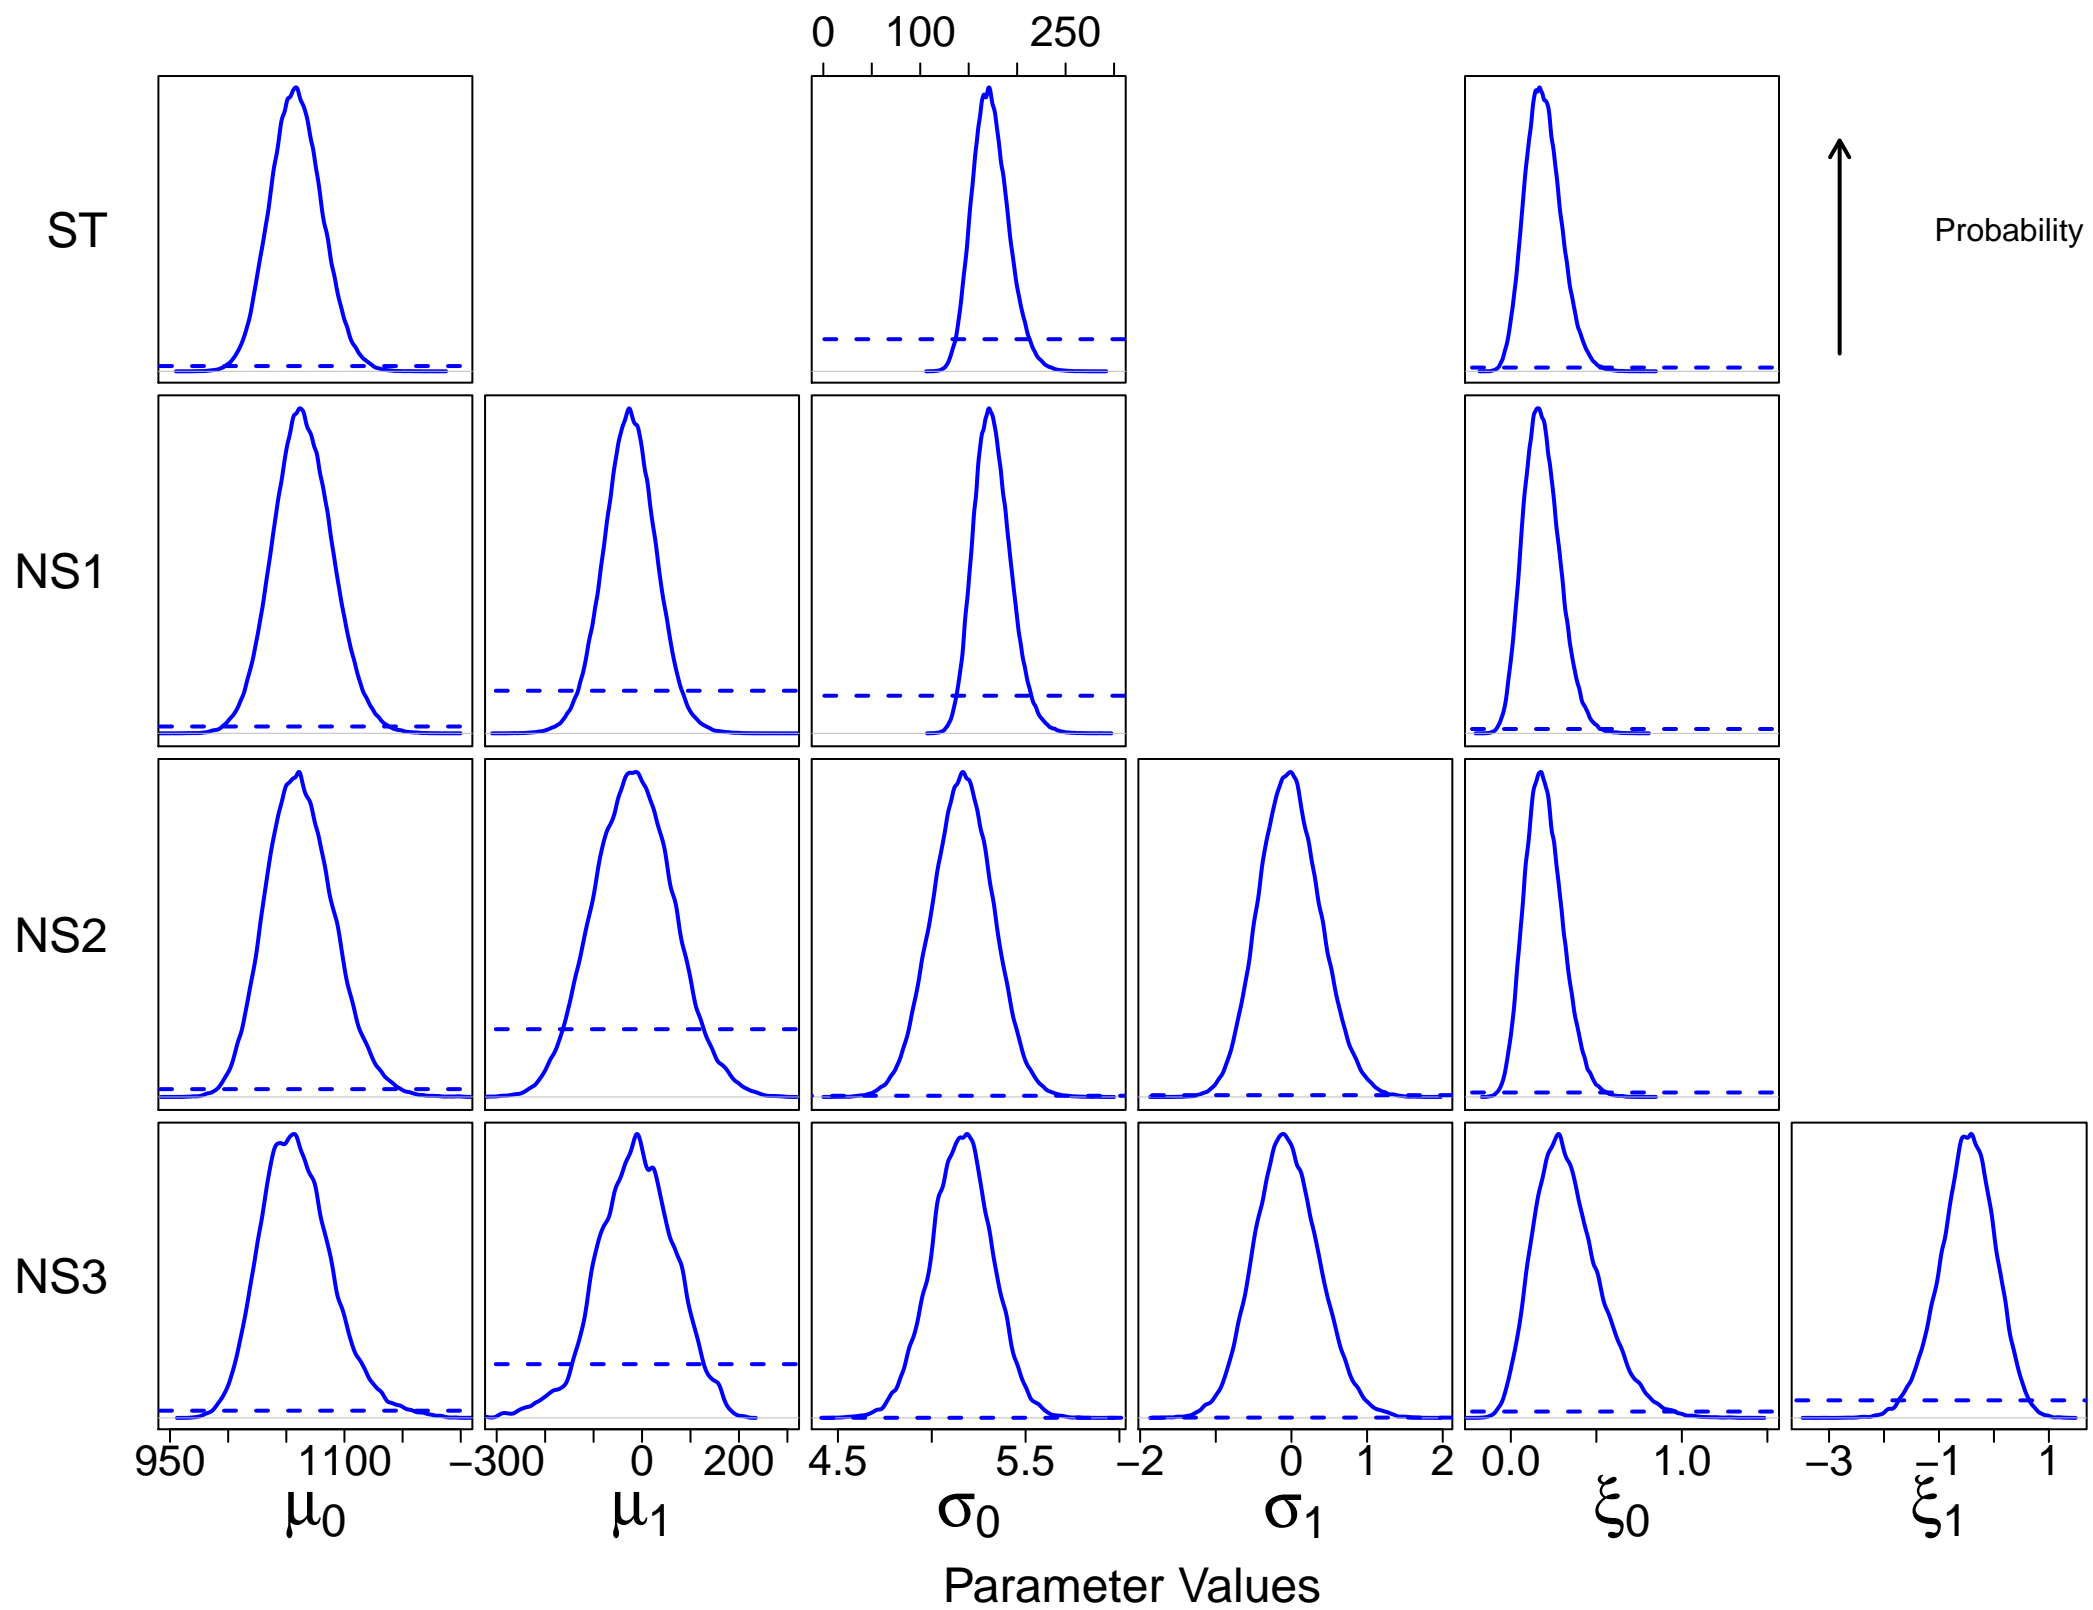 0 100 250
ST
Probability
NS1
NS2
NS3
950 1100 −300 0 200 4.5 5.5 −2 0 1 2 0.0 1.0 −3 −1 1
μ0 μ1 σ0 σ1 ξ0 ξ1
Parameter Values